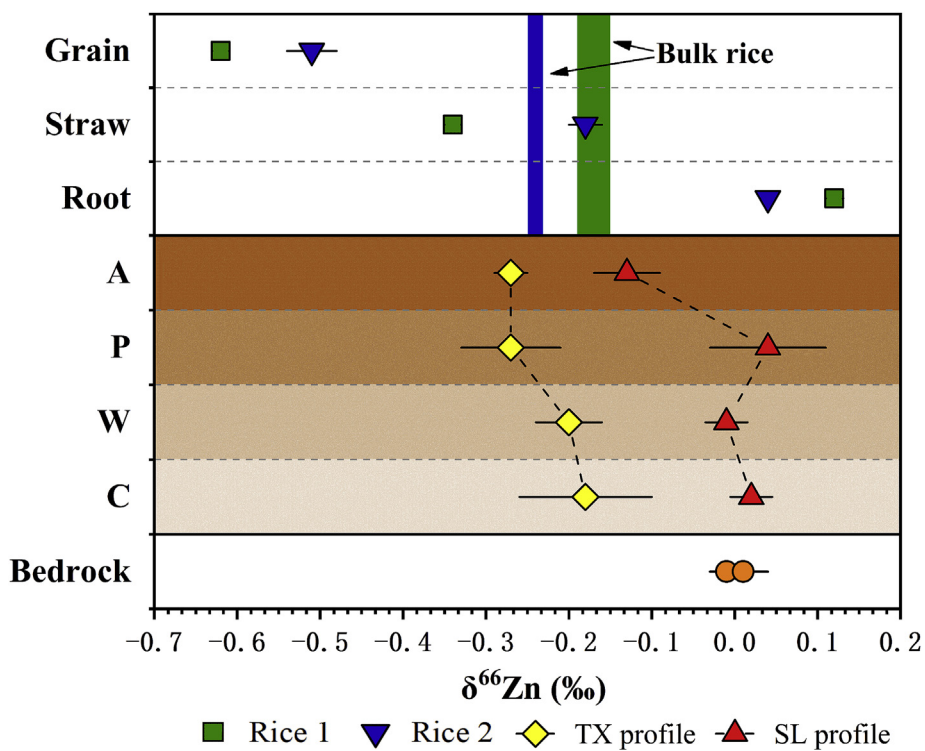 Grain
Bulk rice
Straw
Root
A
P
W
C
Bedrock
-0.7 -0.6 -0.5 -0.4 -0.3 -0.2 -0.1 0.0 0.1 0.2
δ⁶⁶Zn (‰)
Rice 1 Rice 2 TX profile SL profile